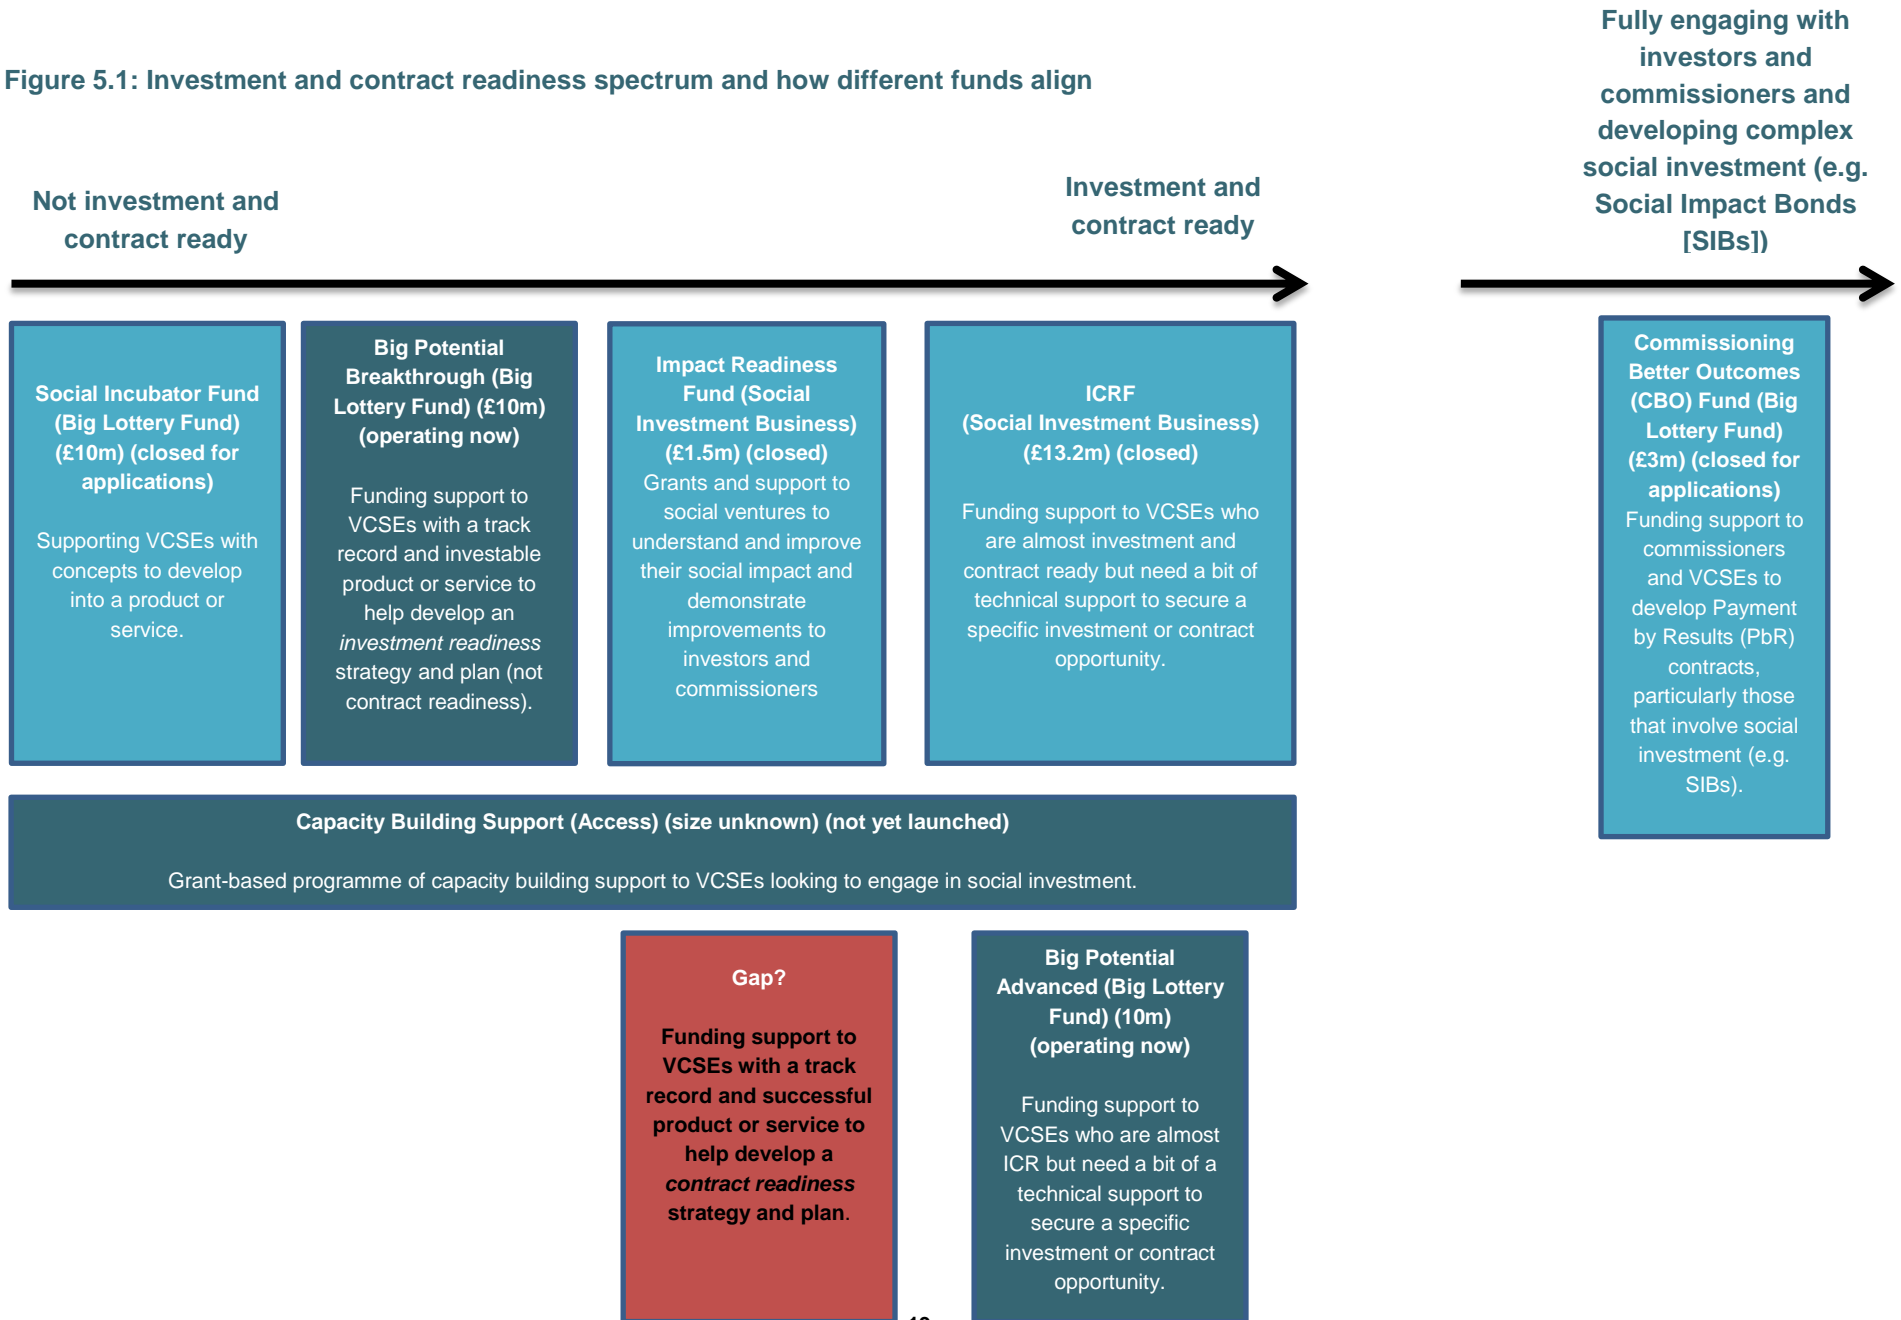 Fully engaging with
investors and
commissioners and
developing complex
social investment (e.g.
Social Impact Bonds
[SIBs])
Figure 5.1: Investment and contract readiness spectrum and how different funds align
Not investment and
contract ready
Investment and
contract ready
Social Incubator Fund
(Big Lottery Fund)
(£10m) (closed for
applications)
Supporting VCSEs with
concepts to develop
into a product or
service.
Big Potential
Breakthrough (Big
Lottery Fund) (£10m)
(operating now)
Funding support to
VCSEs with a track
record and investable
product or service to
help develop an
investment readiness
strategy and plan (not
contract readiness).
Impact Readiness
Fund (Social
Investment Business)
(£1.5m) (closed)
Grants and support to
social ventures to
understand and improve
their social impact and
demonstrate
improvements to
investors and
commissioners
ICRF
(Social Investment Business)
(£13.2m) (closed)
Funding support to VCSEs who
are almost investment and
contract ready but need a bit of
technical support to secure a
specific investment or contract
opportunity.
Commissioning
Better Outcomes
(CBO) Fund (Big
Lottery Fund)
(£3m) (closed for
applications)
Funding support to
commissioners
and VCSEs to
develop Payment
by Results (PbR)
contracts,
particularly those
that involve social
investment (e.g.
SIBs).
Capacity Building Support (Access) (size unknown) (not yet launched)
Grant-based programme of capacity building support to VCSEs looking to engage in social investment.
Gap?
Funding support to
VCSEs with a track
record and successful
product or service to
help develop a
contract readiness
strategy and plan.
Big Potential
Advanced (Big Lottery
Fund) (10m)
(operating now)
Funding support to
VCSEs who are almost
ICR but need a bit of a
technical support to
secure a specific
investment or contract
opportunity.